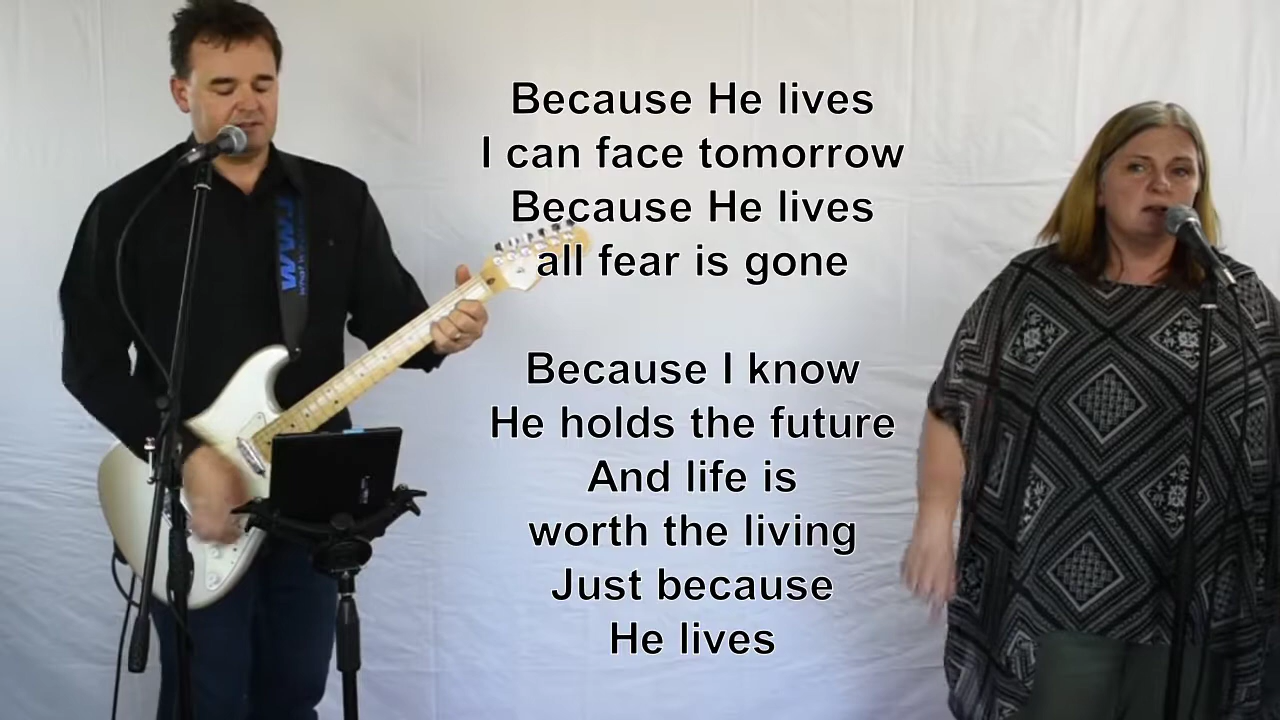 Because He lives
I can face tomorrow
Because He lives
all fear is gone
Because I know
He holds the future
And life is
worth the living
Just because
He lives